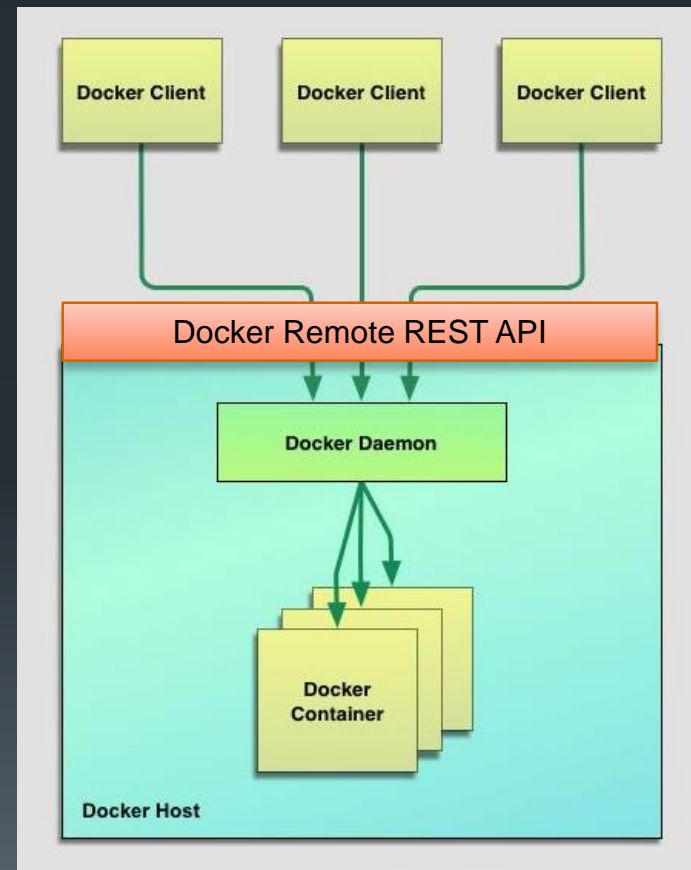 Docker Client
Docker Client
Docker Client
Docker Remote REST API
Docker Daemon
Docker
Container
Docker Host